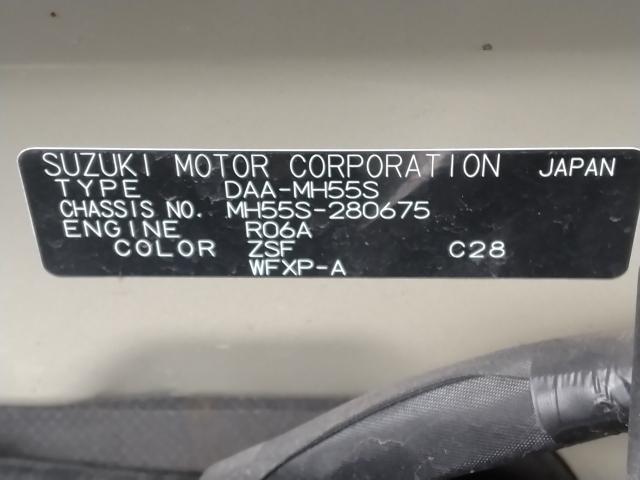 SUZUKI MOTOR CORPORATION JAPAN
TYPE DAA-MH55S
CHASSIS NO. MH55S-280675
ENGINE R06A
COLOR ZSF C28
WFXP-A